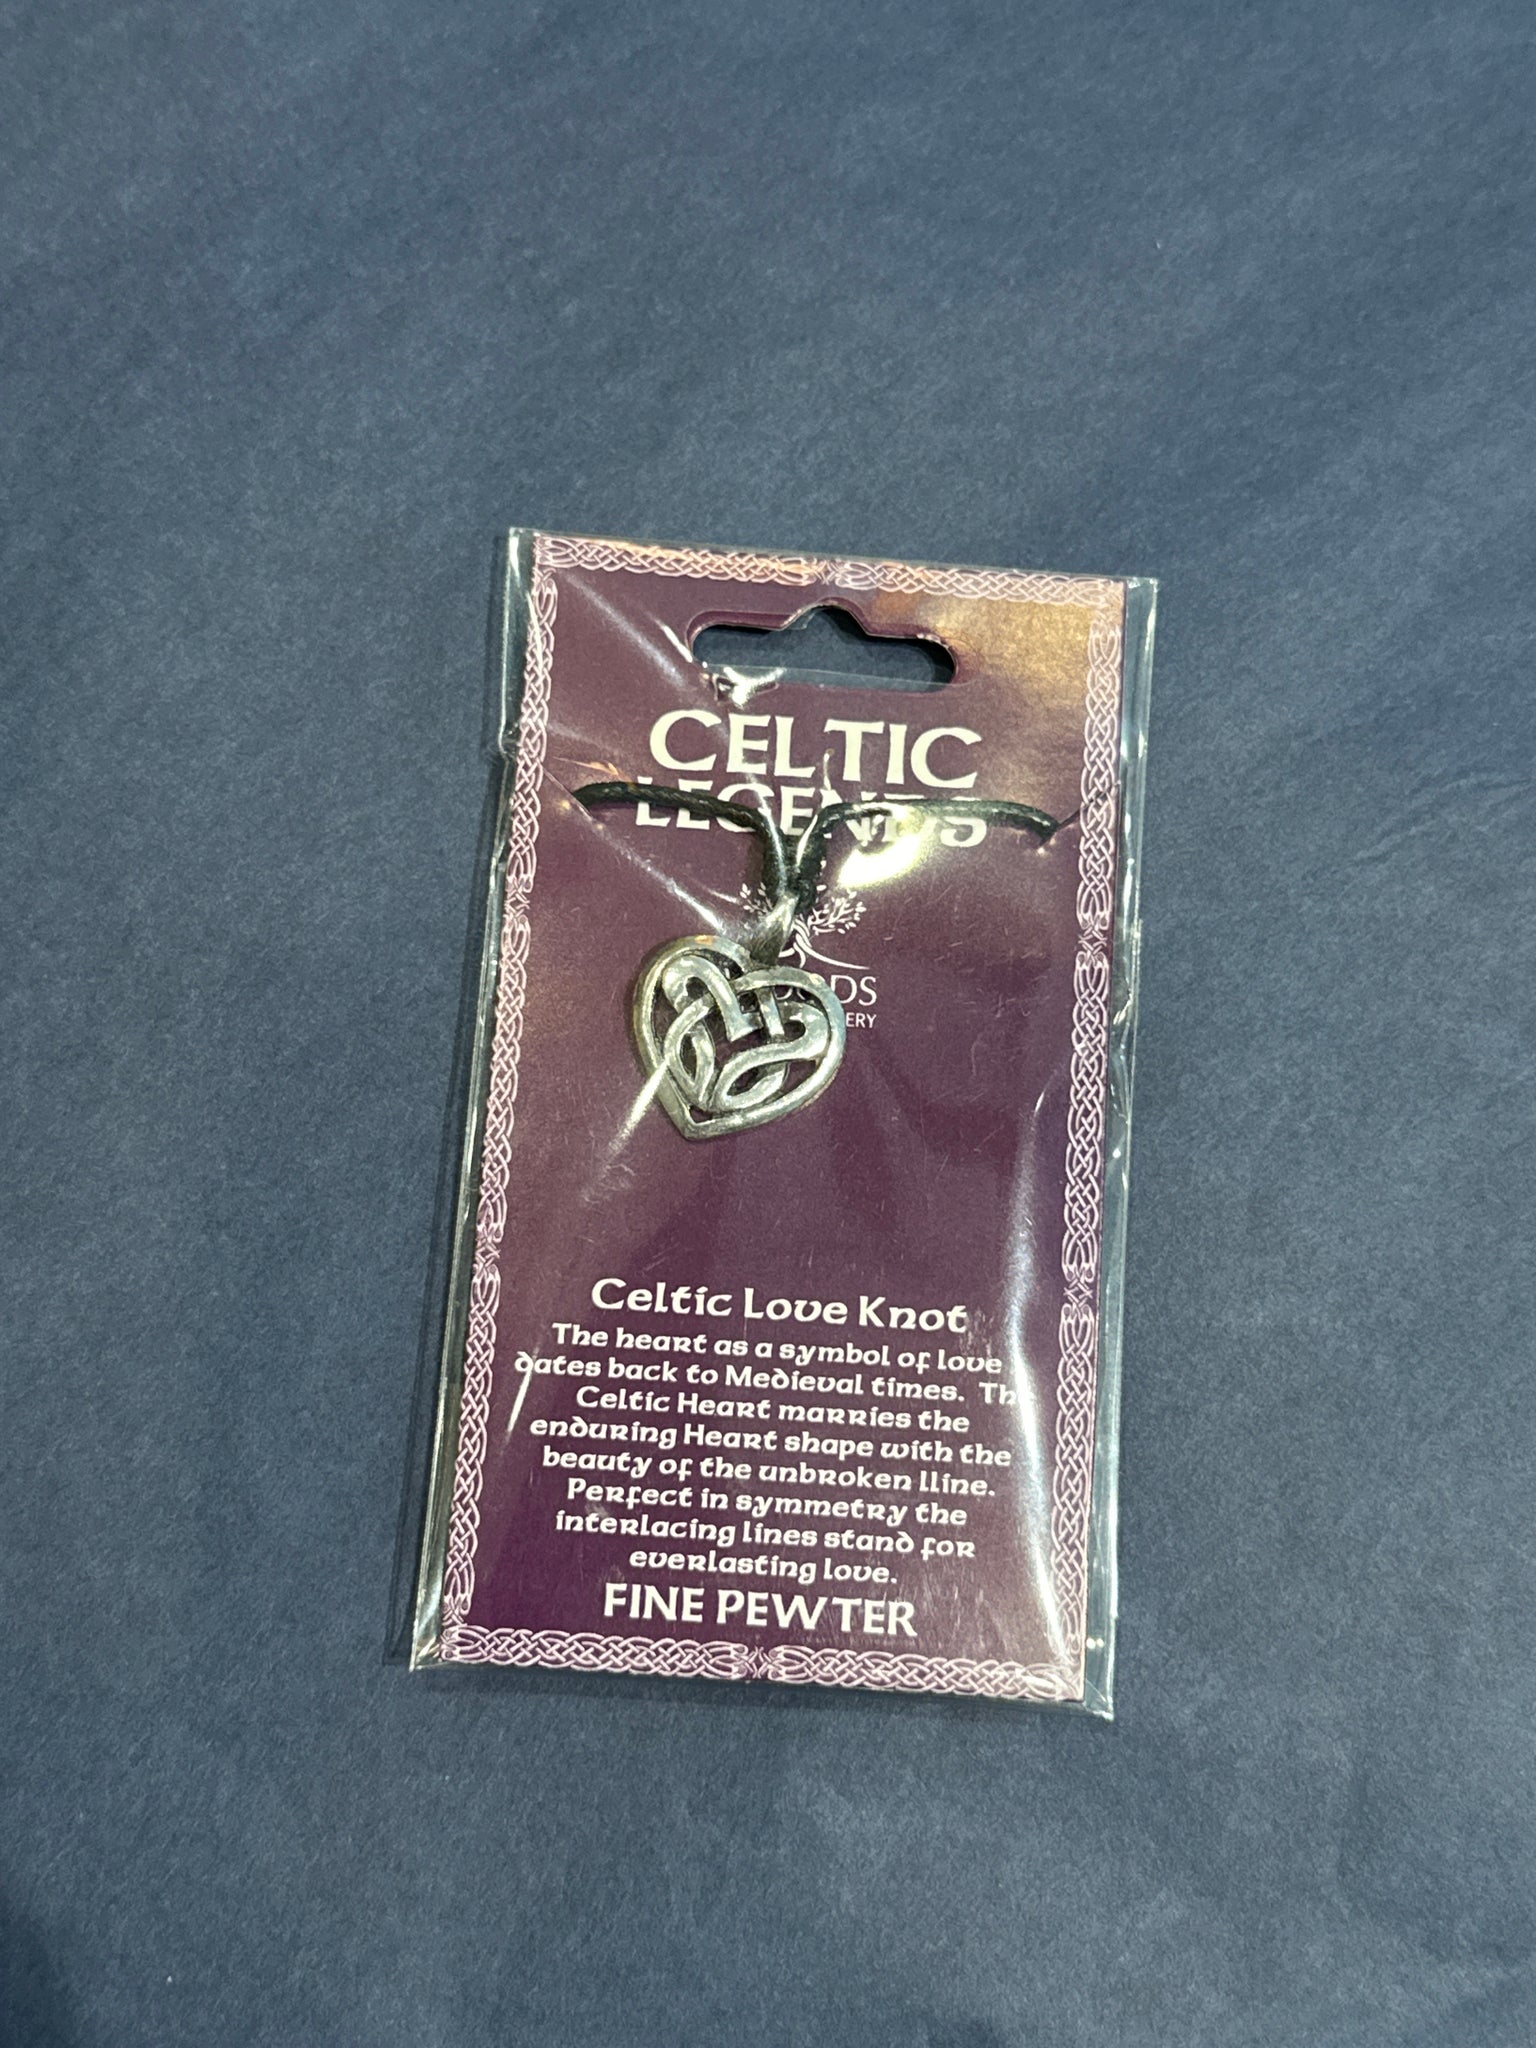 CELTIC
LEGENDS
Celtic Love Knot
The heart as a symbol of love
dates back to Medieval times. The
Celtic Heart marries the
enduring Heart shape with the
beauty of the unbroken lline.
Perfect in symmetry the
interlacing lines stand for
everlasting love.
FINE PEWTER